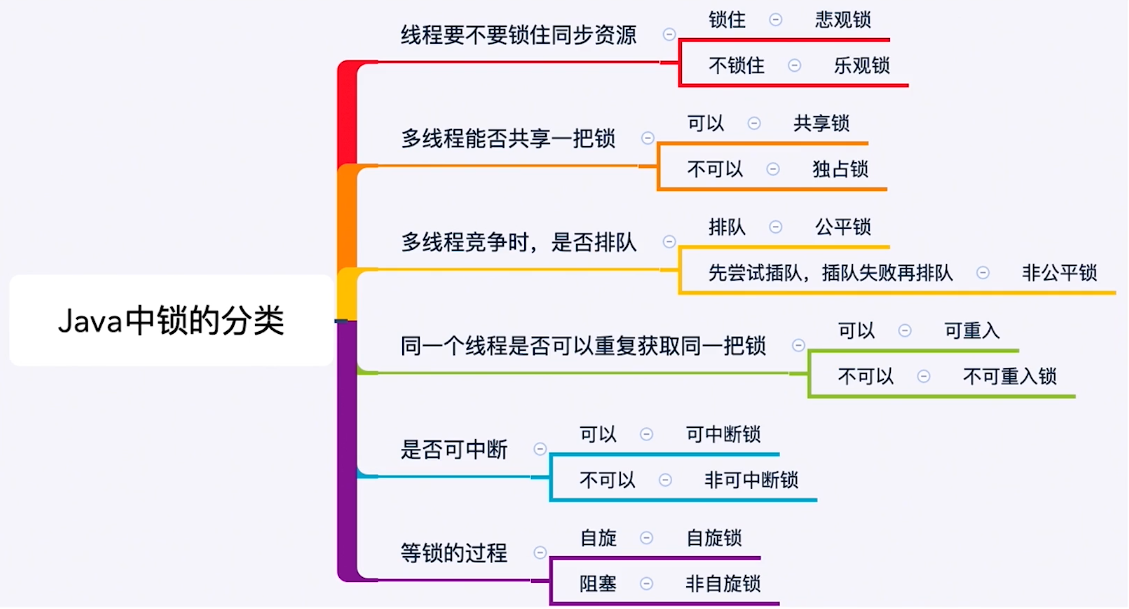 Java中锁的分类
线程要不要锁住同步资源
锁住 悲观锁
不锁住 乐观锁
多线程能否共享一把锁
可以 共享锁
不可以 独占锁
多线程竞争时，是否排队
排队 公平锁
先尝试插队，插队失败再排队 非公平锁
同一个线程是否可以重复获取同一把锁
可以 可重入
不可以 不可重入锁
是否可中断
可以 可中断锁
不可以 非可中断锁
等锁的过程
自旋 自旋锁
阻塞 非自旋锁